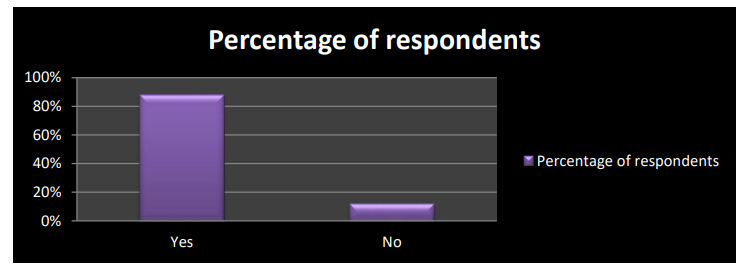 Percentage of respondents
100%
80%
60%
40%
20%
0%
Yes No
Percentage of respondents